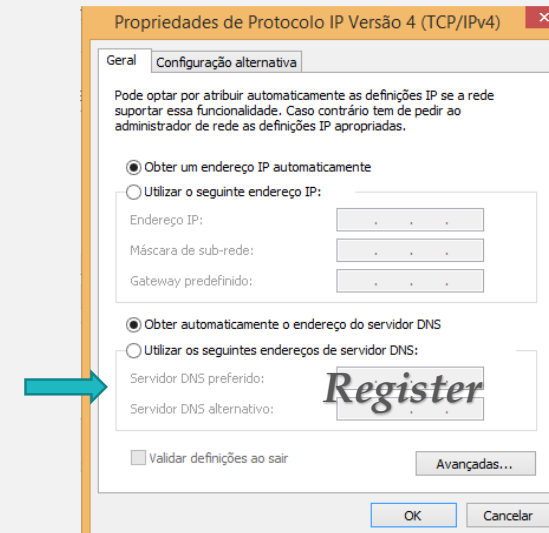 Propriedades de Protocolo IP Versão 4 (TCP/IPv4)
Geral
Configuração alternativa
Pode optar por atribuir automaticamente as definições IP se a rede
suportar essa funcionalidade. Caso contrário tem de pedir ao
administrador de rede as definições IP apropriadas.
Obter um endereço IP automaticamente
Utilizar o seguinte endereço IP:
Endereço IP:
Máscara de sub-rede:
Gateway predefinido:
Obter automaticamente o endereço do servidor DNS
Utilizar os seguintes endereços de servidor DNS:
Servidor DNS preferido:
Register
Servidor DNS alternativo:
Validar definições ao sair
Avançadas...
OK
Cancelar